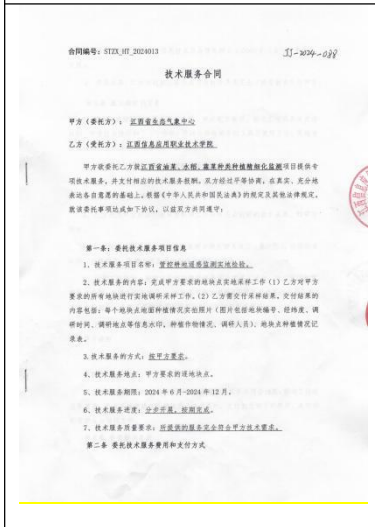 合同编号：STZX_HT_2024013
JJ-2024-088
技术服务合同
甲方（委托方）：江西省生态气象中心
乙方（受托方）：江西信息应用职业技术学院
甲方欲委托乙方按江西省油菜、水稻、蔬菜种类种植精细化监测项目提供专
项技术服务，并支付相应的技术服务报酬。双方经过平等协商，在真实、充分地
表达各自意愿的基础上，根据《中华人民共和国民法典》的规定及其他法律规定，
就该委托事项达成如下协议，以兹双方共同遵守：
第一条：委托技术服务项目信息
1、技术服务项目名称：管控耕地遥感监测实地检验。
2、技术服务的内容：完成甲方要求的地块点实地采样工作（1）乙方对甲方
要求的所有地块进行实地调研采样工作。（2）乙方需交付采样结果。交付结果的
内容包括：每个地块点地面种植情况实拍照片（图片包括地块编号、经纬度、调
研时间、调研地点等信息水印，种植作物情况、调研人员）、地块点种植情况记
录表。
3.技术服务的方式：按甲方要求。
4、技术服务地点：甲方要求的逐地块点。
5、技术服务期限：2024年6月-2024年12月。
6、技术服务进度：分步开展，按期完成。
7、技术服务质量要求：所提供的服务完全符合甲方技术需求。
第二条 委托技术服务费用和支付方式